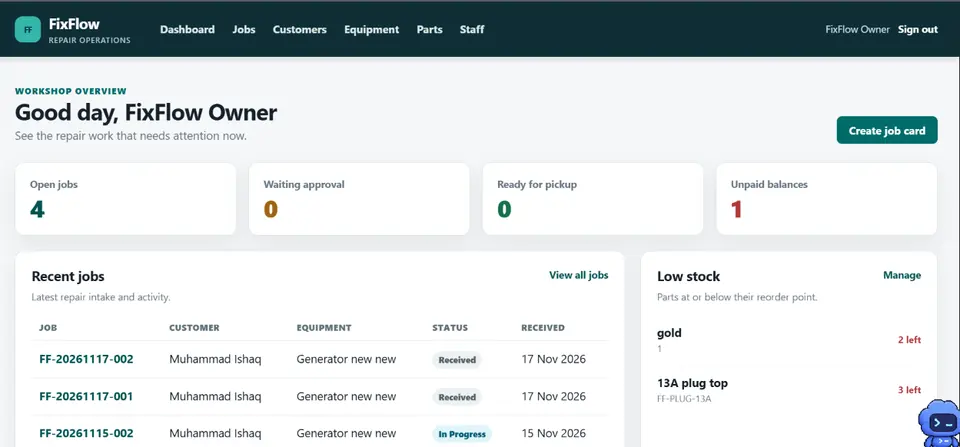 FF
FixFlow
REPAIR OPERATIONS
Dashboard Jobs Customers Equipment Parts Staff
FixFlow Owner Sign out
WORKSHOP OVERVIEW
Good day, FixFlow Owner
See the repair work that needs attention now.
Create job card
Open jobs
4
Waiting approval
0
Ready for pickup
0
Unpaid balances
1
Recent jobs
View all jobs
Latest repair intake and activity.
JOB CUSTOMER EQUIPMENT STATUS RECEIVED
FF-20261117-002 Muhammad Ishaq Generator new new Received 17 Nov 2026
FF-20261117-001 Muhammad Ishaq Generator new new Received 17 Nov 2026
FF-20261115-002 Muhammad Ishaq Generator new new In Progress 15 Nov 2026
Low stock
Manage
Parts at or below their reorder point.
gold
1
2 left
13A plug top
FF-PLUG-13A
3 left